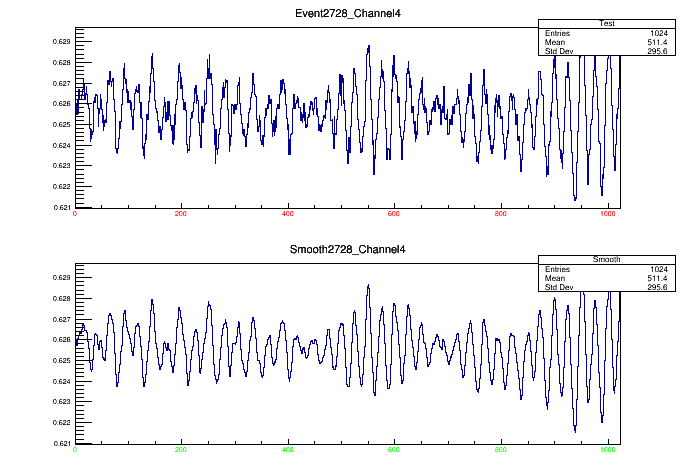 Event2728_Channel4
Test
Entries 1024
Mean 511.4
Std Dev 295.6
0.629
0.628
0.627
0.626
0.625
0.624
0.623
0.622
0.621
0 200 400 600 800 1000
Smooth2728_Channel4
Smooth
Entries 1024
Mean 511.4
Std Dev 295.6
0.629
0.628
0.627
0.626
0.625
0.624
0.623
0.622
0.621
0 200 400 600 800 1000